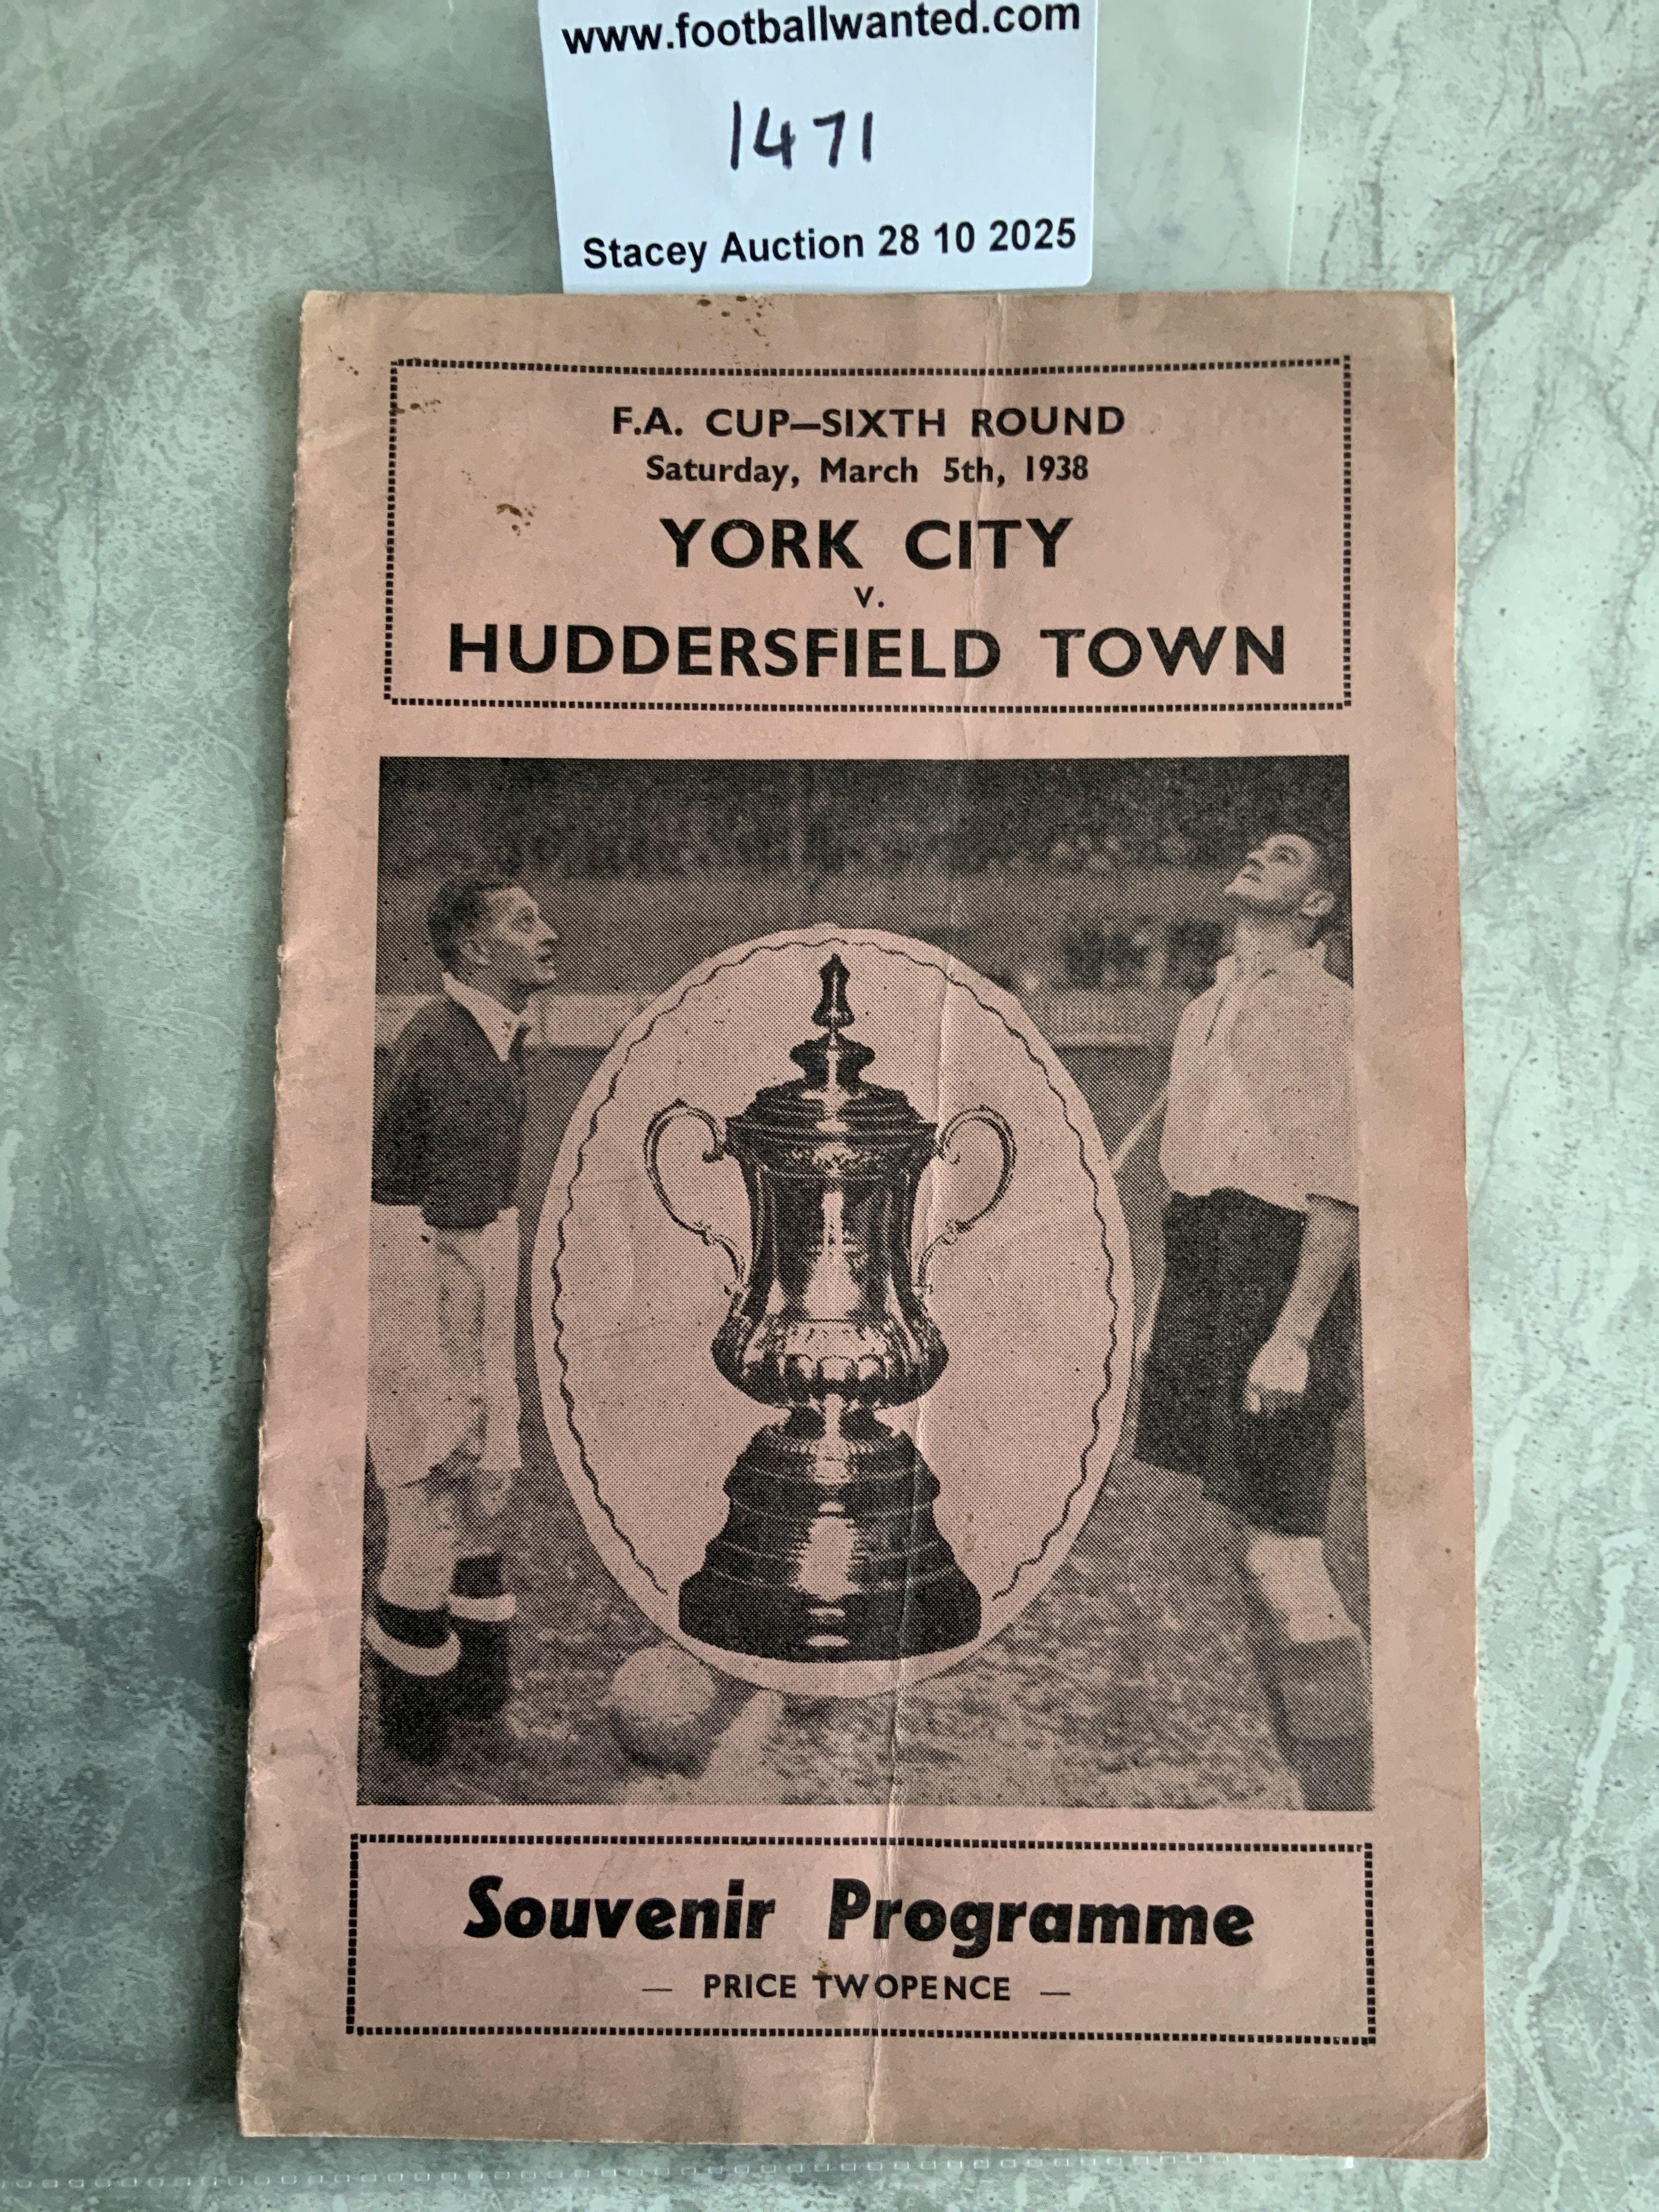 www.footballwanted.com
1471
Stacey Auction 28 10 2025
F.A. CUP—SIXTH ROUND
Saturday, March 5th, 1938
YORK CITY
v.
HUDDERSFIELD TOWN
Souvenir Programme
— PRICE TWOPENCE —